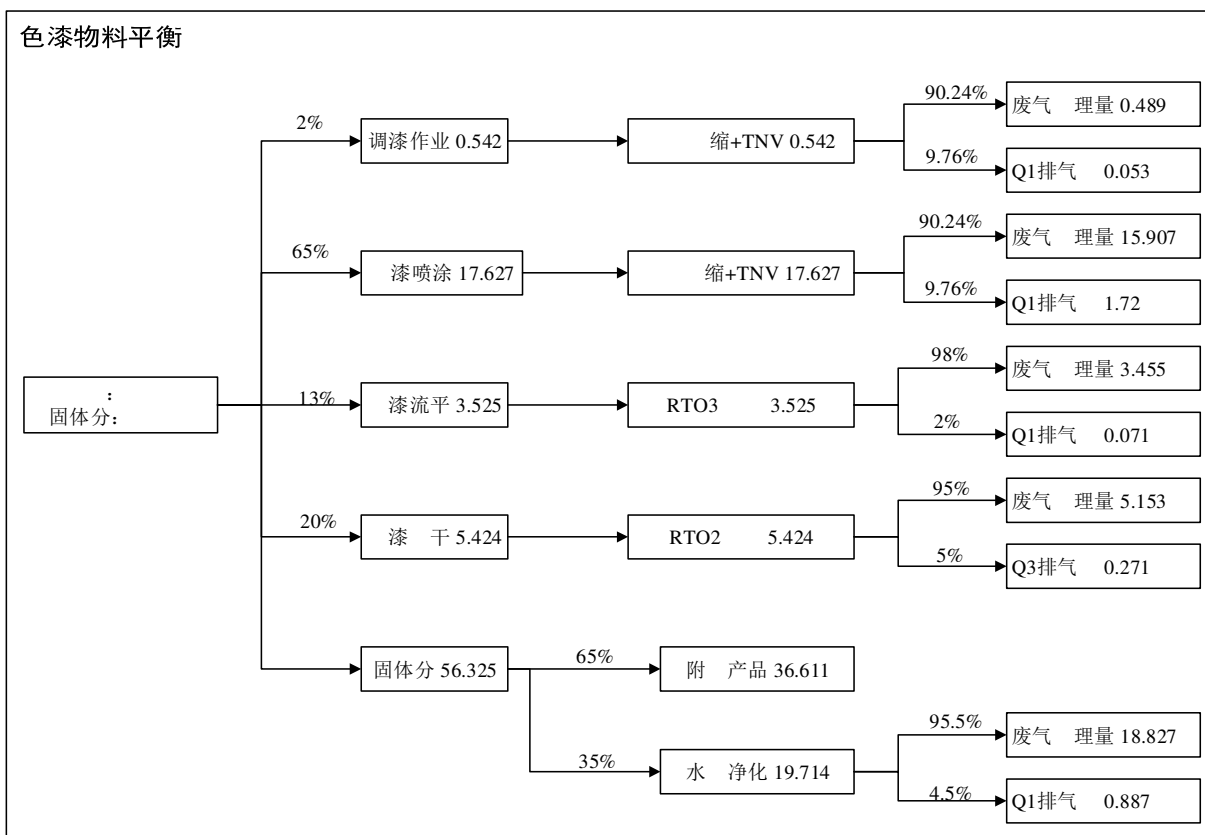 色漆物料平衡
2%
调漆作业 0.542
缩+TNV 0.542
90.24%
废气 理量 0.489
9.76%
Q1排气 0.053
65%
漆喷涂 17.627
缩+TNV 17.627
90.24%
废气 理量 15.907
9.76%
Q1排气 1.72
:
固体分:
13%
漆流平 3.525
RTO3 3.525
98%
废气 理量 3.455
2%
Q1排气 0.071
20%
漆 干 5.424
RTO2 5.424
95%
废气 理量 5.153
5%
Q3排气 0.271
固体分 56.325
65%
附 产品 36.611
35%
水 净化 19.714
95.5%
废气 理量 18.827
4.5%
Q1排气 0.887